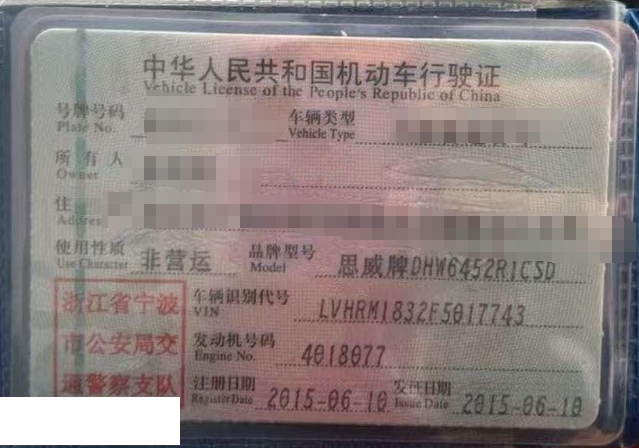 中华人民共和国机动车行驶证
Vehicle License of the People's Republic of China
号牌号码 车辆类型
Plate No. Vehicle Type
所有人
Owner
住
Address
使用性质 非营运 品牌型号 思威牌DHW6452R1CSD
Use Character Model
浙江省宁波
市公安局交
通警察支队
车辆识别代号 LVHRM1832F5017743
VIN
发动机号码 4018077
Engine No.
注册日期 2015-06-10 发证日期 2015-06-10
Register Date Issue Date